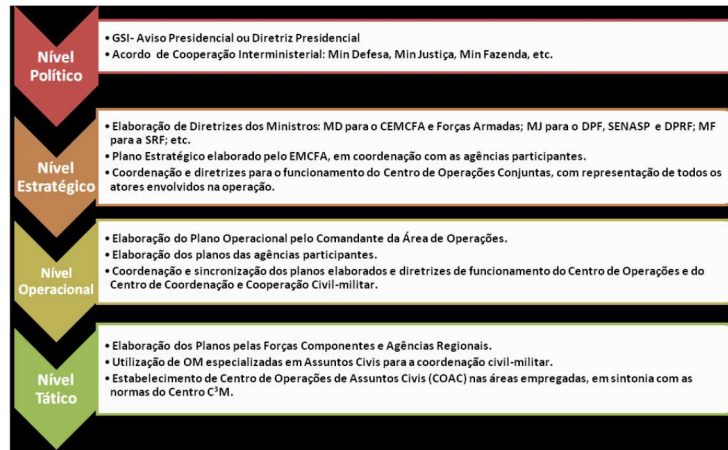 Nível
Político
• GSI- Aviso Presidencial ou Diretriz Presidencial
• Acordo de Cooperação Interministerial: Min Defesa, Min Justiça, Min Fazenda, etc.
Nível
Estratégico
• Elaboração de Diretrizes dos Ministros: MD para o CEMCFA e Forças Armadas; MJ para o DPF, SENASP e DPRF; MF
para a SRF; etc.
• Plano Estratégico elaborado pelo EMCFA, em coordenação com as agências participantes.
• Coordenação e diretrizes para o funcionamento do Centro de Operações Conjuntas, com representação de todos os
atores envolvidos na operação.
Nível
Operacional
• Elaboração do Plano Operacional pelo Comandante da Área de Operações.
• Elaboração dos planos das agências participantes.
• Coordenação e sincronização dos planos elaborados e diretrizes de funcionamento do Centro de Operações e do
Centro de Coordenação e Cooperação Civil-militar.
Nível
Tático
• Elaboração dos Planos pelas Forças Componentes e Agências Regionais.
• Utilização de OM especializadas em Assuntos Civis para a coordenação civil-militar.
• Estabelecimento de Centro de Operações de Assuntos Civis (COAC) nas áreas empregadas, em sintonia com as
normas do Centro C³M.